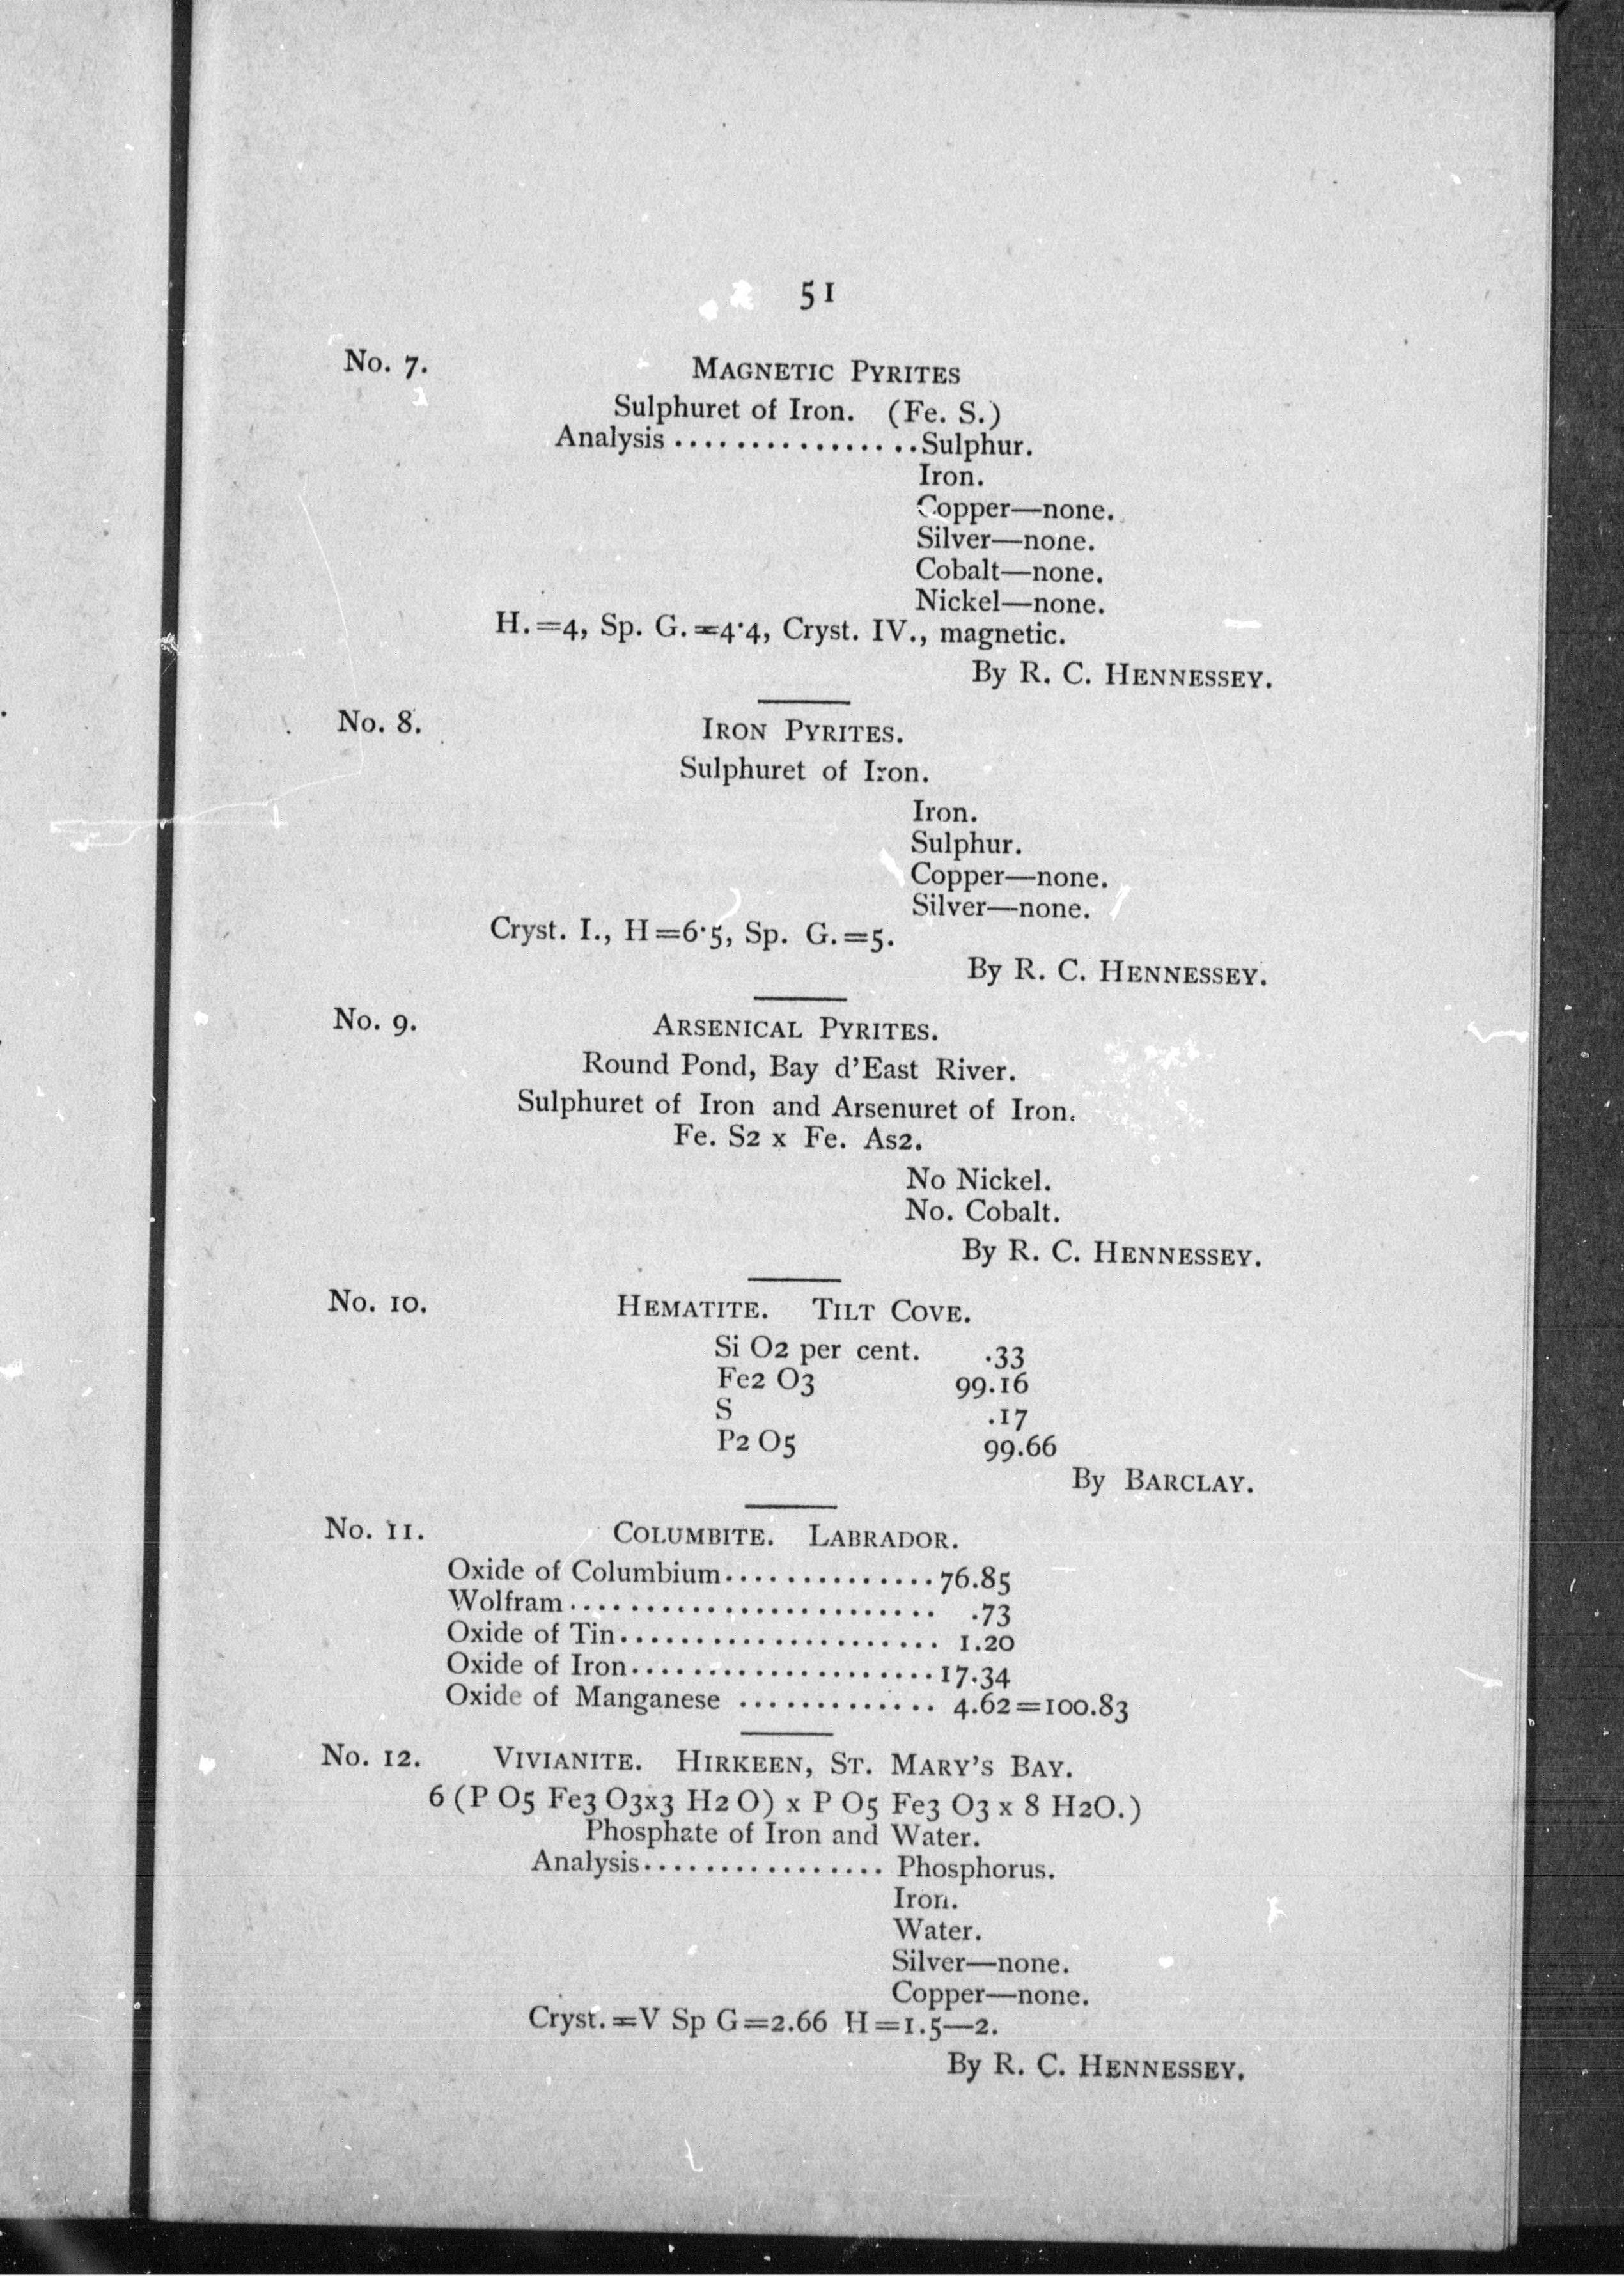 51
No. 7. MAGNETIC PYRITES
Sulphuret of Iron. (Fe. S.)
Analysis ................Sulphur.
Iron.
Copper—none.
Silver—none.
Cobalt—none.
Nickel—none.
H.=4, Sp. G.=4·4, Cryst. IV., magnetic.
By R. C. HENNESSEY.
No. 8. IRON PYRITES.
Sulphuret of Iron.
Iron.
Sulphur.
Copper—none.
Silver—none.
Cryst. I., H=6·5, Sp. G.=5.
By R. C. HENNESSEY.
No. 9. ARSENICAL PYRITES.
Round Pond, Bay d'East River.
Sulphuret of Iron and Arsenuret of Iron.
Fe. S2 x Fe. As2.
No Nickel.
No. Cobalt.
By R. C. HENNESSEY.
No. 10. HEMATITE. TILT COVE.
Si O2 per cent. .33
Fe2 O3 99.16
S .17
P2 O5 99.66
By BARCLAY.
No. 11. COLUMBITE. LABRADOR.
Oxide of Columbium..............76.85
Wolfram........................ .73
Oxide of Tin..................... 1.20
Oxide of Iron....................17.34
Oxide of Manganese ............. 4.62=100.83
No. 12. VIVIANITE. HIRKEEN, ST. MARY'S BAY.
6 (P O5 Fe3 O3x3 H2 O) x P O5 Fe3 O3 x 8 H2O.)
Phosphate of Iron and Water.
Analysis................ Phosphorus.
Iron.
Water.
Silver—none.
Copper—none.
Cryst.=V Sp G=2.66 H=1.5—2.
By R. C. HENNESSEY.